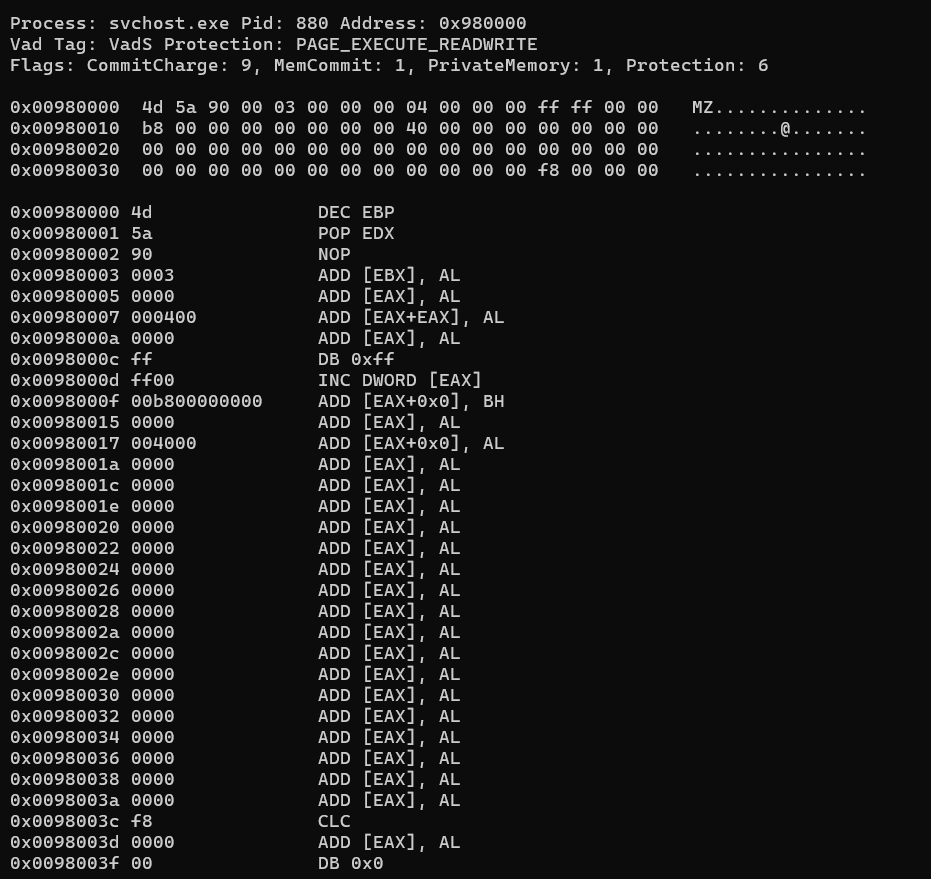 Process: svchost.exe Pid: 880 Address: 0x980000
Vad Tag: VadS Protection: PAGE_EXECUTE_READWRITE
Flags: CommitCharge: 9, MemCommit: 1, PrivateMemory: 1, Protection: 6

0x00980000  4d 5a 90 00 03 00 00 00 04 00 00 00 ff ff 00 00   MZ..............
0x00980010  b8 00 00 00 00 00 00 00 40 00 00 00 00 00 00 00   ........@.......
0x00980020  00 00 00 00 00 00 00 00 00 00 00 00 00 00 00 00   ................
0x00980030  00 00 00 00 00 00 00 00 00 00 00 00 f8 00 00 00   ................

0x00980000 4d               DEC EBP
0x00980001 5a               POP EDX
0x00980002 90               NOP
0x00980003 0003             ADD [EBX], AL
0x00980005 0000             ADD [EAX], AL
0x00980007 000400           ADD [EAX+EAX], AL
0x0098000a 0000             ADD [EAX], AL
0x0098000c ff               DB 0xff
0x0098000d ff00             INC DWORD [EAX]
0x0098000f 00b800000000     ADD [EAX+0x0], BH
0x00980015 0000             ADD [EAX], AL
0x00980017 004000           ADD [EAX+0x0], AL
0x0098001a 0000             ADD [EAX], AL
0x0098001c 0000             ADD [EAX], AL
0x0098001e 0000             ADD [EAX], AL
0x00980020 0000             ADD [EAX], AL
0x00980022 0000             ADD [EAX], AL
0x00980024 0000             ADD [EAX], AL
0x00980026 0000             ADD [EAX], AL
0x00980028 0000             ADD [EAX], AL
0x0098002a 0000             ADD [EAX], AL
0x0098002c 0000             ADD [EAX], AL
0x0098002e 0000             ADD [EAX], AL
0x00980030 0000             ADD [EAX], AL
0x00980032 0000             ADD [EAX], AL
0x00980034 0000             ADD [EAX], AL
0x00980036 0000             ADD [EAX], AL
0x00980038 0000             ADD [EAX], AL
0x0098003a 0000             ADD [EAX], AL
0x0098003c f8               CLC
0x0098003d 0000             ADD [EAX], AL
0x0098003f 00               DB 0x0